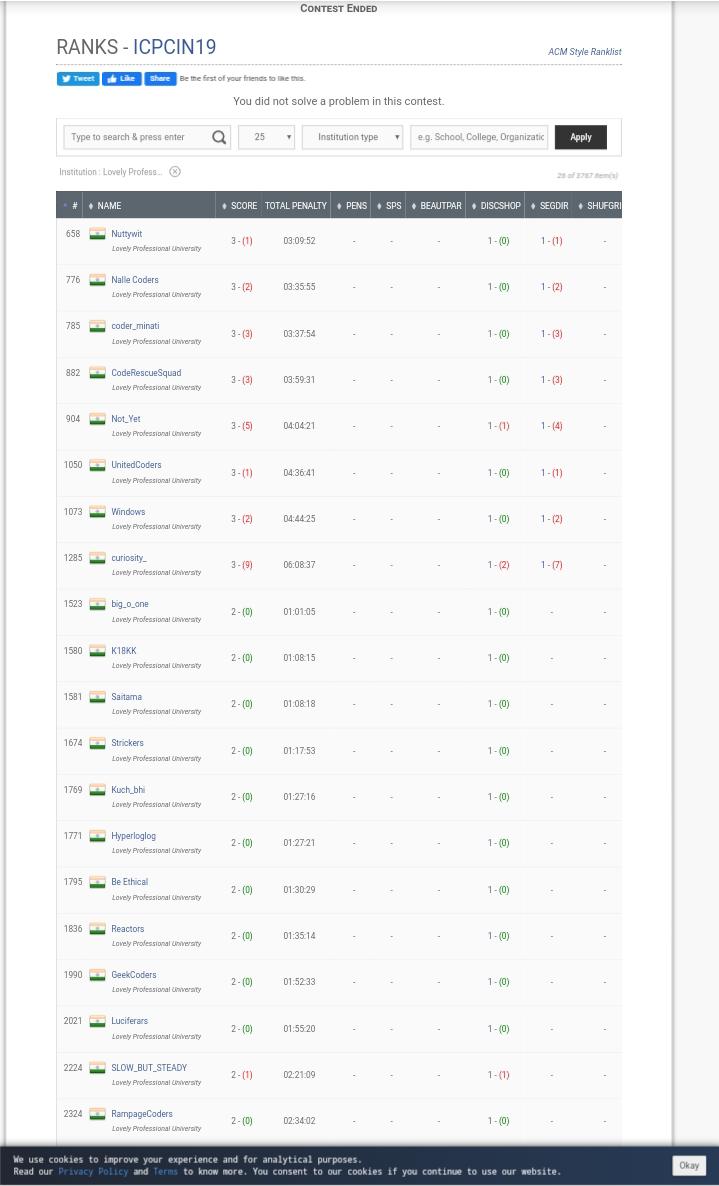 CONTEST ENDED
RANKS - ICPCIN19
ACM Style Ranklist
Tweet Like Share Be the first of your friends to like this.
You did not solve a problem in this contest.
Type to search & press enter 25 Institution type e.g. School, College, Organizatic Apply
Institution : Lovely Profess...
26 of 3767 item(s)
# NAME SCORE TOTAL PENALTY PENS SPS BEAUTPAR DISCSHOP SEGDIR SHUFGRI
658 Nuttywit 3 - (1) 03:09:52 - - - 1 - (0) 1 - (1) -
Lovely Professional University
776 Nalle Coders 3 - (2) 03:35:55 - - - 1 - (0) 1 - (2) -
Lovely Professional University
785 coder_minati 3 - (3) 03:37:54 - - - 1 - (0) 1 - (3) -
Lovely Professional University
882 CodeRescueSquad 3 - (3) 03:59:31 - - - 1 - (0) 1 - (3) -
Lovely Professional University
904 Not_Yet 3 - (5) 04:04:21 - - - 1 - (1) 1 - (4) -
Lovely Professional University
1050 UnitedCoders 3 - (1) 04:36:41 - - - 1 - (0) 1 - (1) -
Lovely Professional University
1073 Windows 3 - (2) 04:44:25 - - - 1 - (0) 1 - (2) -
Lovely Professional University
1285 curiosity_ 3 - (9) 06:08:37 - - - 1 - (2) 1 - (7) -
Lovely Professional University
1523 big_o_one 2 - (0) 01:01:05 - - - 1 - (0) - -
Lovely Professional University
1580 K18KK 2 - (0) 01:08:15 - - - 1 - (0) - -
Lovely Professional University
1581 Saitama 2 - (0) 01:08:18 - - - 1 - (0) - -
Lovely Professional University
1674 Strickers 2 - (0) 01:17:53 - - - 1 - (0) - -
Lovely Professional University
1769 Kuch_bhi 2 - (0) 01:27:16 - - - 1 - (0) - -
Lovely Professional University
1771 Hyperloglog 2 - (0) 01:27:21 - - - 1 - (0) - -
Lovely Professional University
1795 Be Ethical 2 - (0) 01:30:29 - - - 1 - (0) - -
Lovely Professional University
1836 Reactors 2 - (0) 01:35:14 - - - 1 - (0) - -
Lovely Professional University
1990 GeekCoders 2 - (0) 01:52:33 - - - 1 - (0) - -
Lovely Professional University
2021 Luciferars 2 - (0) 01:55:20 - - - 1 - (0) - -
Lovely Professional University
2224 SLOW_BUT_STEADY 2 - (1) 02:21:09 - - - 1 - (1) - -
Lovely Professional University
2324 RampageCoders 2 - (0) 02:34:02 - - - 1 - (0) - -
Lovely Professional University
We use cookies to improve your experience and for analytical purposes.
Read our Privacy Policy and Terms to know more. You consent to our cookies if you continue to use our website.
Okay